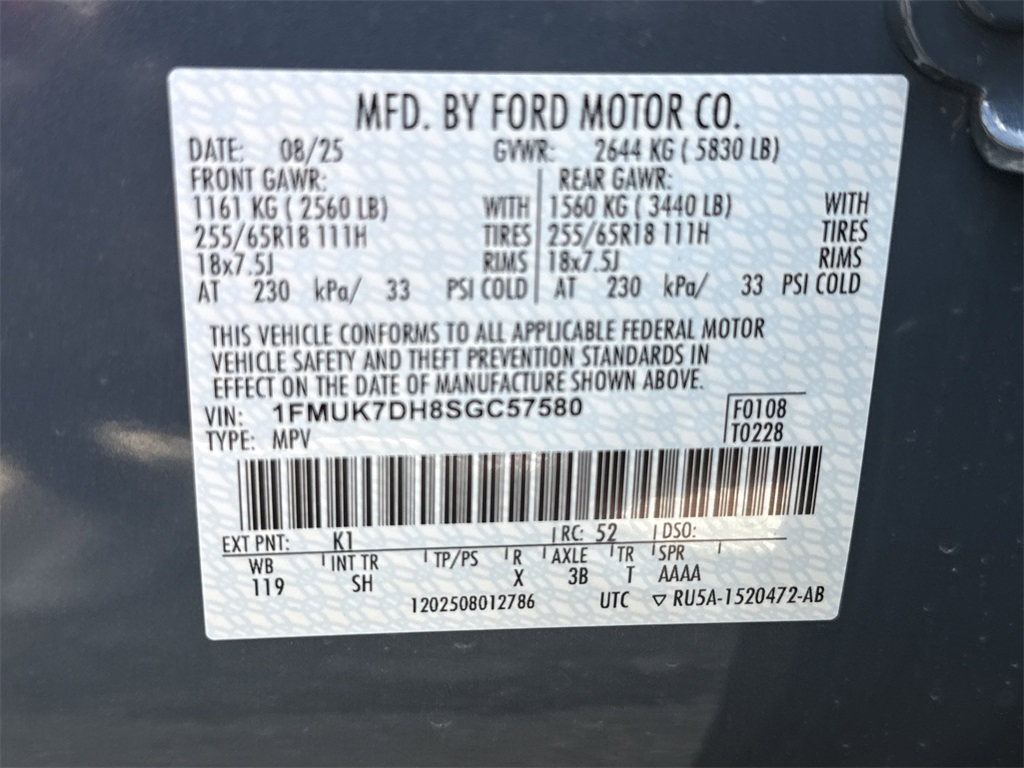 MFD. BY FORD MOTOR CO.
DATE: 08/25 GVWR: 2644 KG ( 5830 LB)
FRONT GAWR: REAR GAWR:
1161 KG ( 2560 LB) WITH 1560 KG ( 3440 LB) WITH
255/65R18 111H TIRES 255/65R18 111H TIRES
18x7.5J RIMS 18x7.5J RIMS
AT 230 kPa/ 33 PSI COLD AT 230 kPa/ 33 PSI COLD
THIS VEHICLE CONFORMS TO ALL APPLICABLE FEDERAL MOTOR
VEHICLE SAFETY AND THEFT PREVENTION STANDARDS IN
EFFECT ON THE DATE OF MANUFACTURE SHOWN ABOVE.
VIN: 1FMUK7DH8SGC57580 F0108
TYPE: MPV T0228
EXT PNT: K1 RC: 52 DSO:
WB INT TR TP/PS R AXLE TR SPR
119 SH X 3B T AAAA
1202508012786 UTC ▽ RU5A-1520472-AB